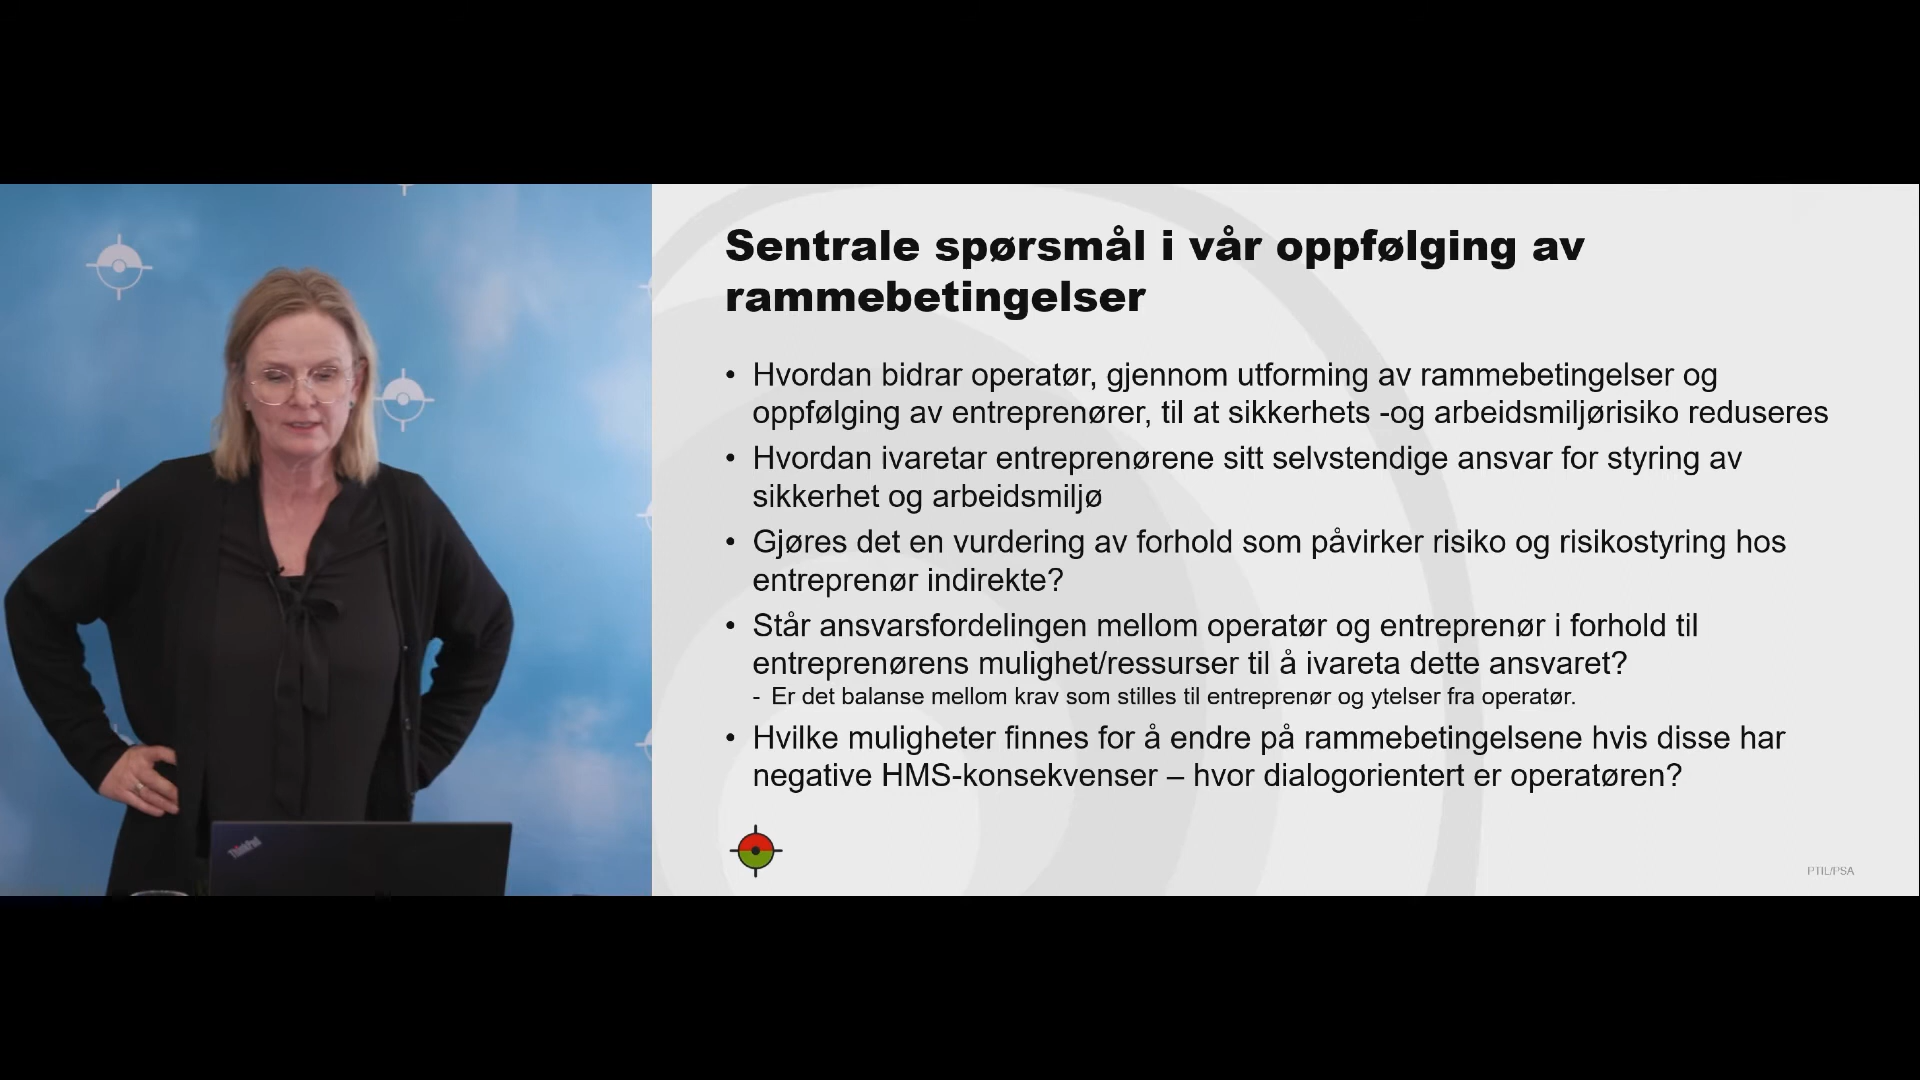 Sentrale spørsmål i vår oppfølging av
rammebetingelser
• Hvordan bidrar operatør, gjennom utforming av rammebetingelser og
oppfølging av entreprenører, til at sikkerhets -og arbeidsmiljørisiko reduseres
• Hvordan ivaretar entreprenørene sitt selvstendige ansvar for styring av
sikkerhet og arbeidsmiljø
• Gjøres det en vurdering av forhold som påvirker risiko og risikostyring hos
entreprenør indirekte?
• Står ansvarsfordelingen mellom operatør og entreprenør i forhold til
entreprenørens mulighet/ressurser til å ivareta dette ansvaret?
- Er det balanse mellom krav som stilles til entreprenør og ytelser fra operatør.
• Hvilke muligheter finnes for å endre på rammebetingelsene hvis disse har
negative HMS-konsekvenser – hvor dialogorientert er operatøren?
PTIL/PSA
ThinkPad